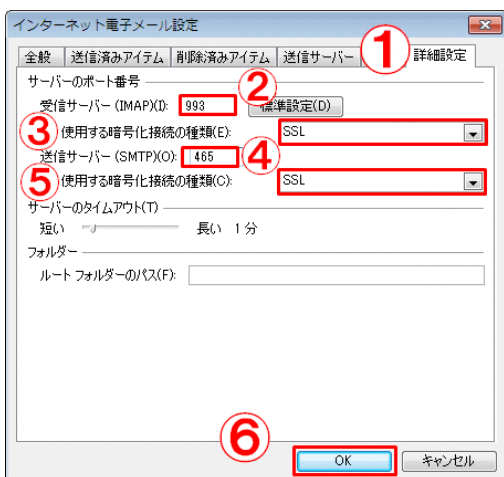 インターネット電子メール設定
全般 送信済みアイテム 削除済みアイテム 送信サーバー ① 詳細設定
サーバーのポート番号
② 受信サーバー (IMAP)(I): 993 標準設定(D)
③ 使用する暗号化接続の種類(E): SSL
送信サーバー (SMTP)(O): 465 ④
⑤ 使用する暗号化接続の種類(C): SSL
サーバーのタイムアウト(T)
短い 長い 1 分
フォルダー
ルート フォルダーのパス(F):
⑥
OK キャンセル